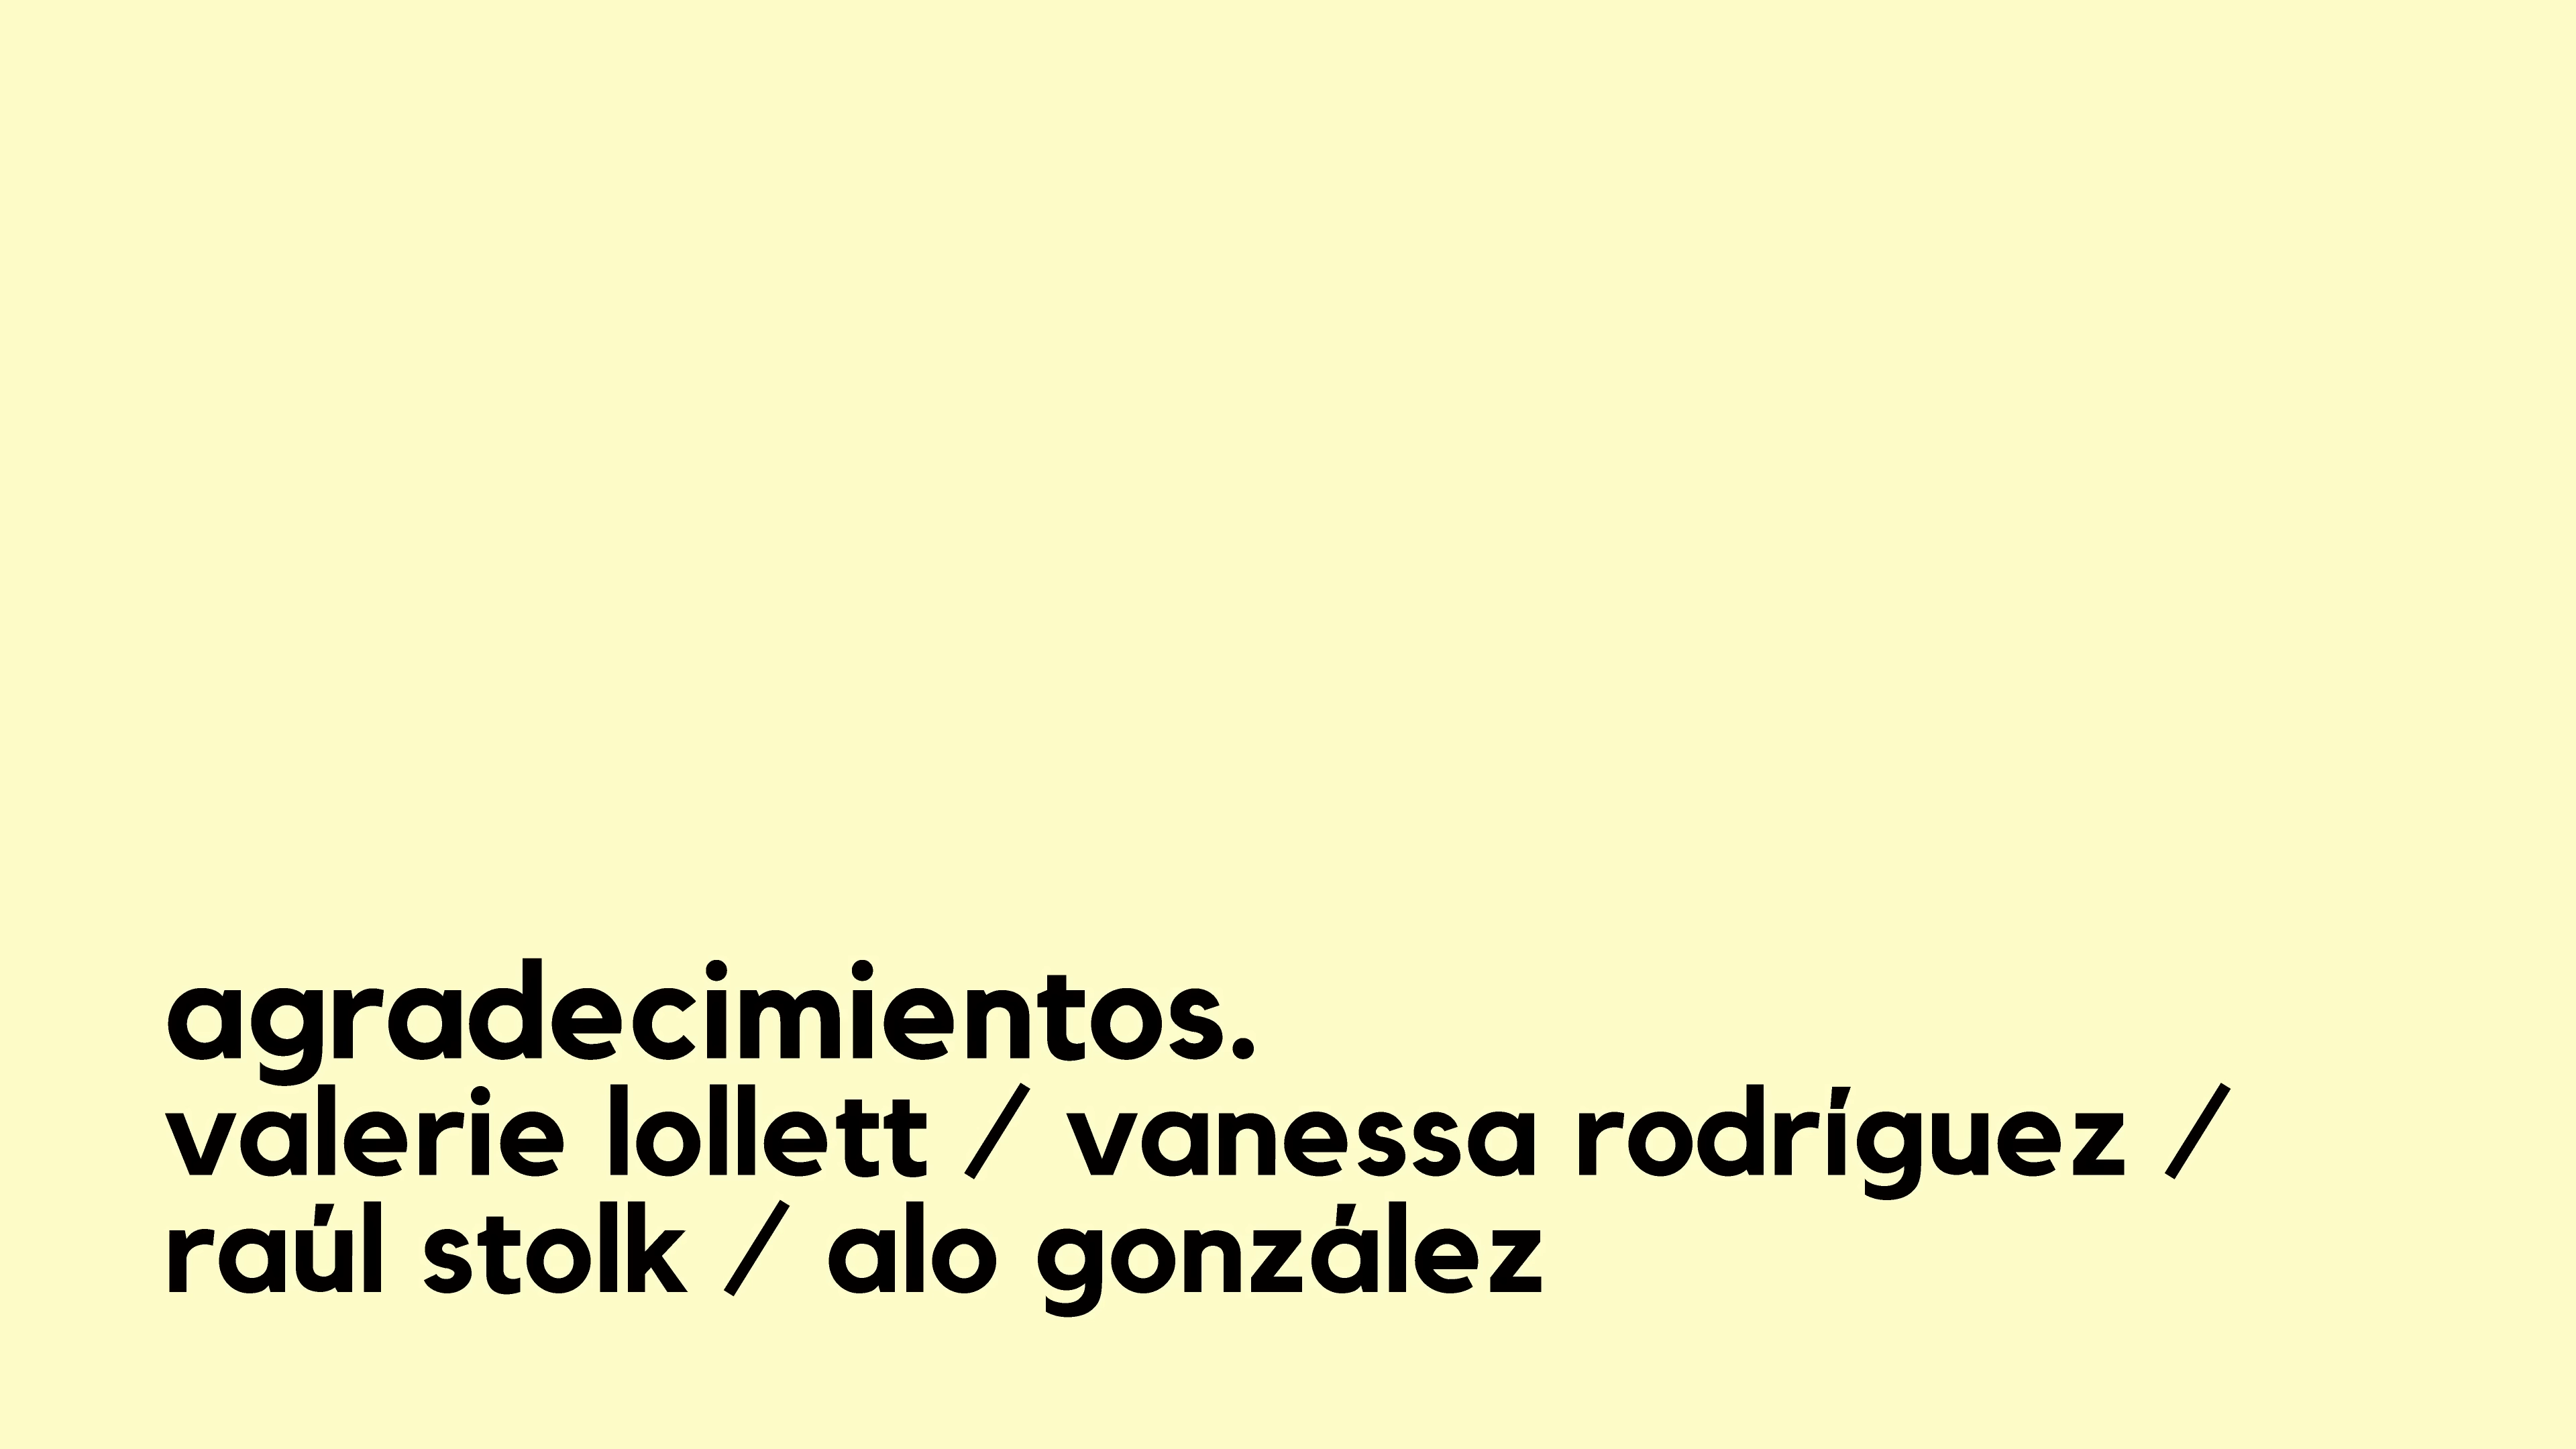 agradecimientos.
valerie lollett / vanessa rodríguez /
raúl stolk / alo gonzález